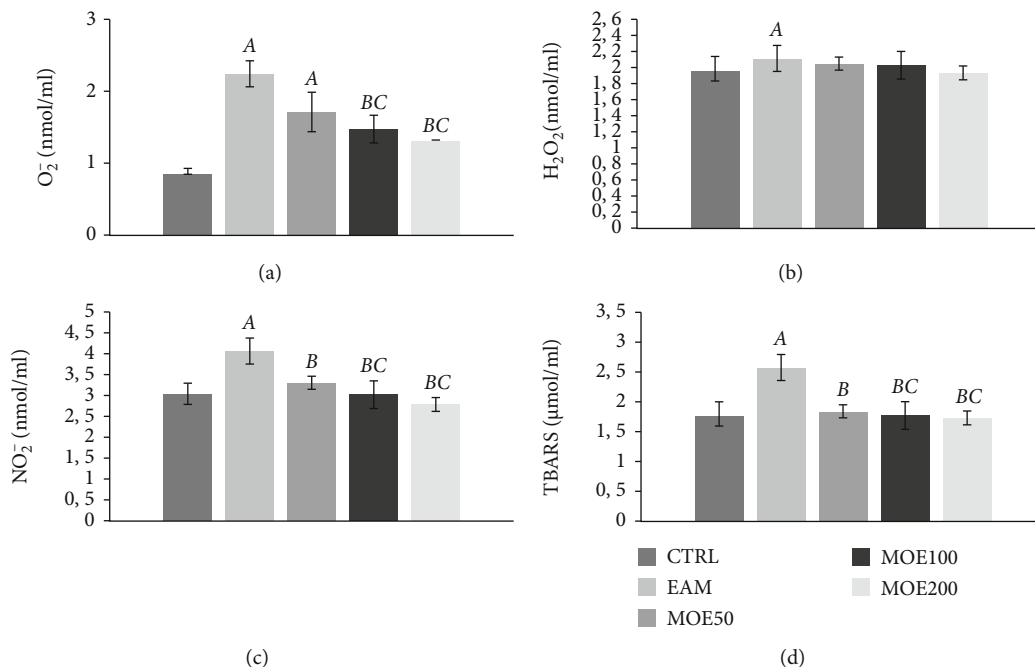 3
2
1
0
O₂⁻ (nmol/ml)
A
A
BC
BC
(a)
2, 6
2, 4
2, 2
2
1, 8
1, 6
1, 4
1, 2
1
0, 8
0, 6
0, 4
0, 2
0
H₂O₂(nmol/ml)
A
(b)
5
4, 5
4
3, 5
3
2, 5
2
1, 5
1
0, 5
0
NO₂⁻ (nmol/ml)
A
B
BC
BC
(c)
3, 5
3
2, 5
2
1, 5
1
0, 5
0
TBARS (μmol/ml)
A
B
BC
BC
CTRL
EAM
MOE50
MOE100
MOE200
(d)